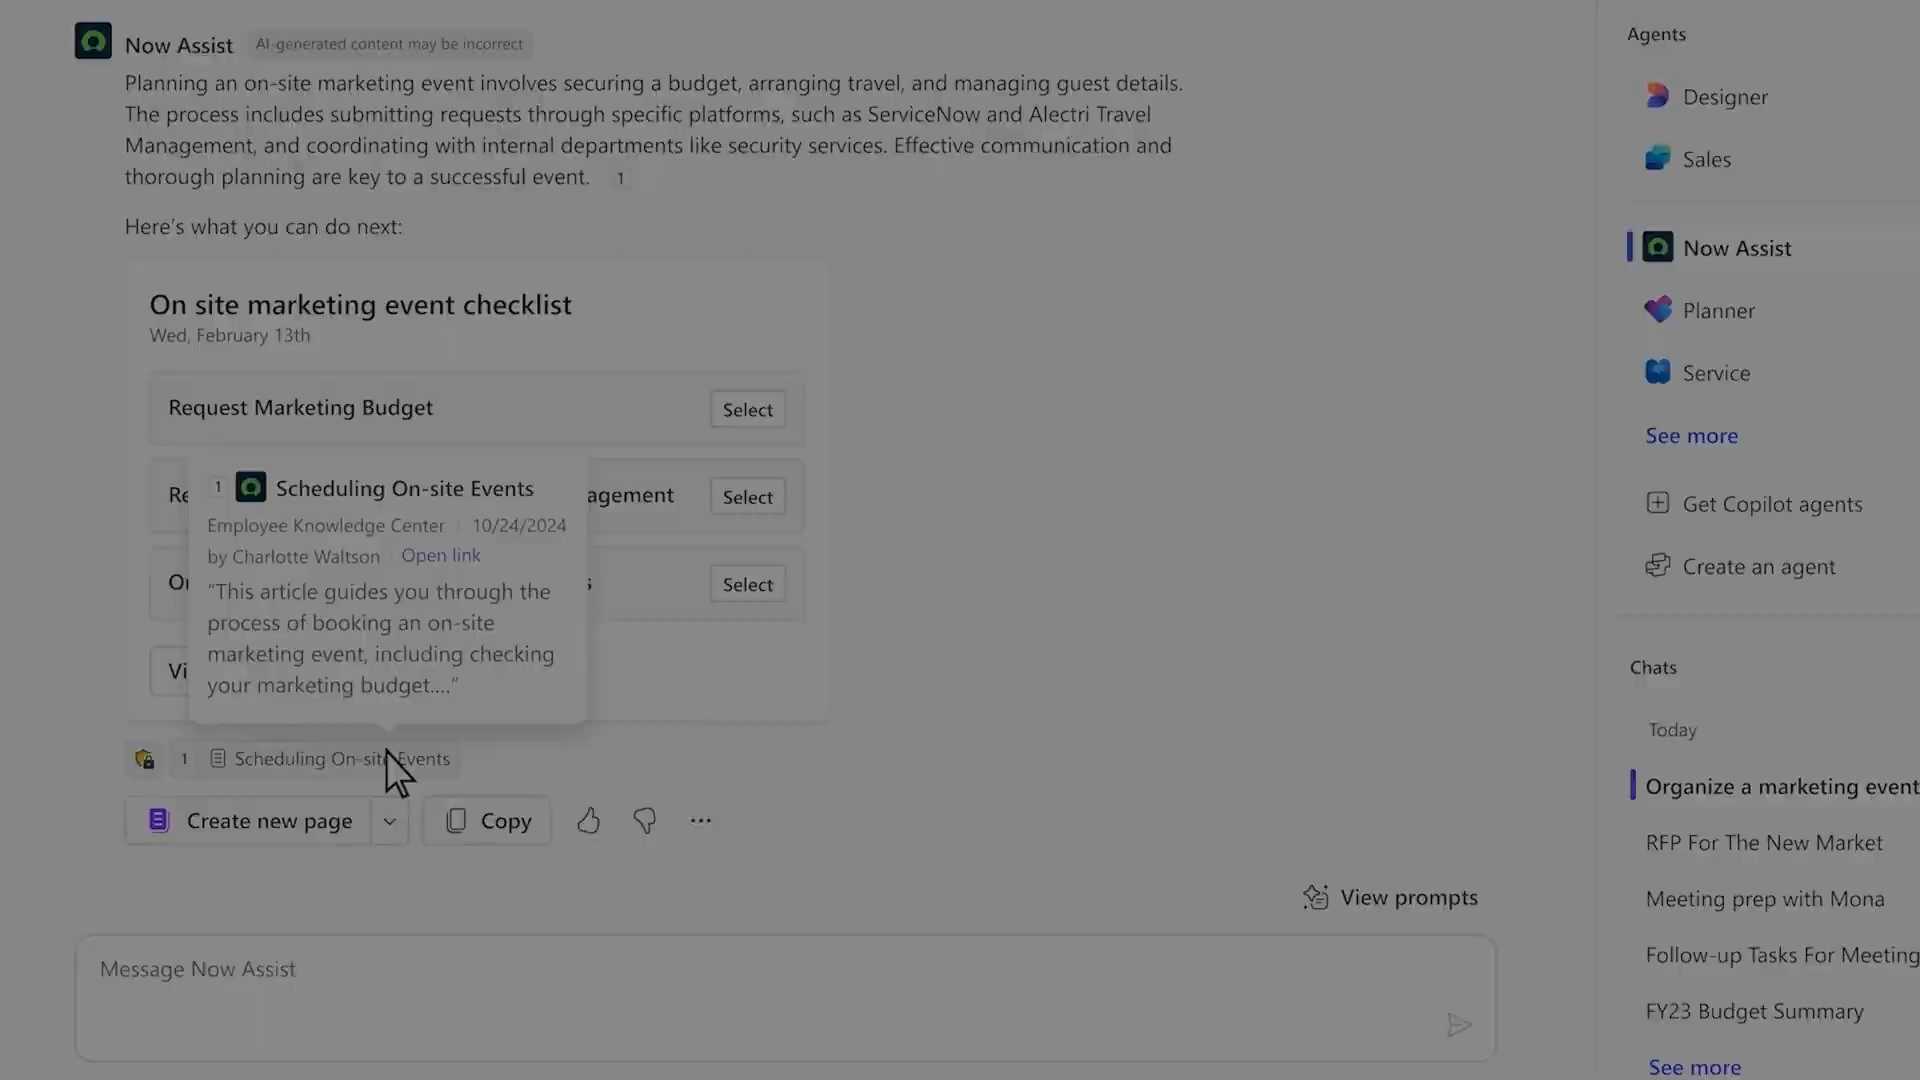 Now Assist
AI-generated content may be incorrect
Planning an on-site marketing event involves securing a budget, arranging travel, and managing guest details.
The process includes submitting requests through specific platforms, such as ServiceNow and Alectri Travel
Management, and coordinating with internal departments like security services. Effective communication and
thorough planning are key to a successful event. 1
Here's what you can do next:
On site marketing event checklist
Wed, February 13th
Request Marketing Budget
Select
Re
agement
Select
Select
Vi
1 Scheduling On-site Events
Employee Knowledge Center 10/24/2024
by Charlotte Waltson Open link
“This article guides you through the
process of booking an on-site
marketing event, including checking
your marketing budget....”
1 Scheduling On-site Events
Create new page
Copy
View prompts
Message Now Assist
Agents
Designer
Sales
Now Assist
Planner
Service
See more
Get Copilot agents
Create an agent
Chats
Today
Organize a marketing event
RFP For The New Market
Meeting prep with Mona
Follow-up Tasks For Meeting
FY23 Budget Summary
See more